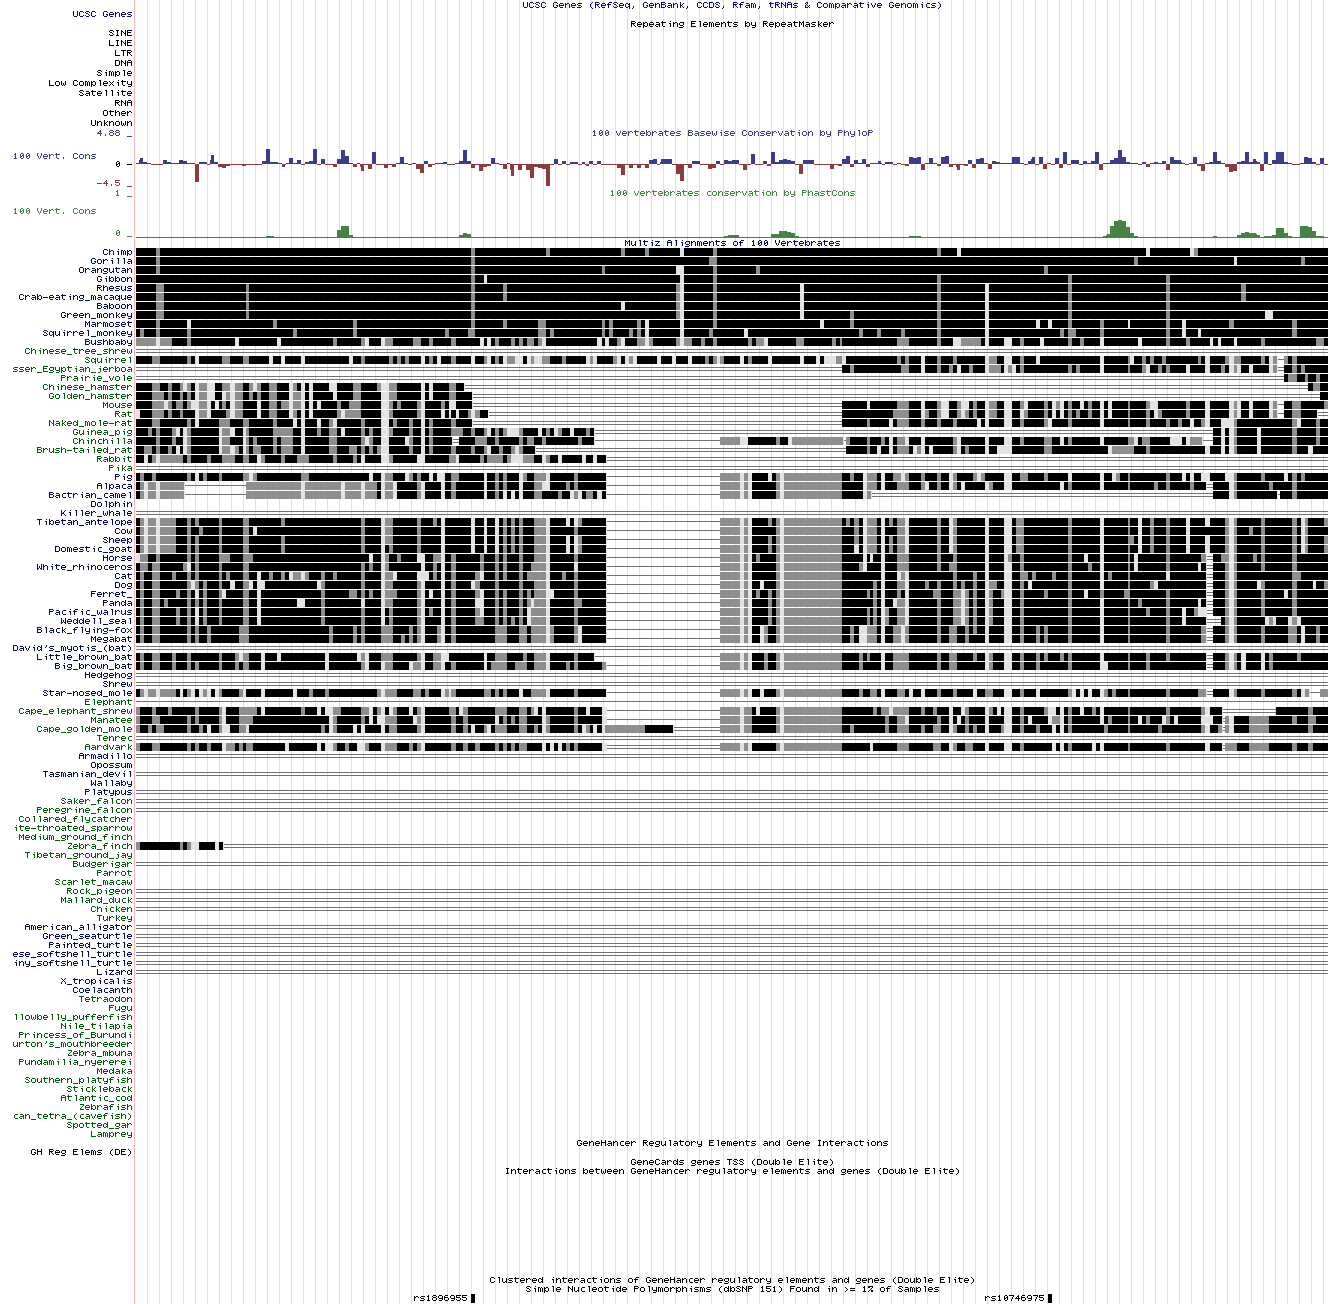 UCSC Genes (RefSeq, GenBank, CCDS, Rfam, tRNAs & Comparative Genomics)
UCSC Genes
Repeating Elements by RepeatMasker
SINE
LINE
LTR
DNA
Simple
Low Complexity
Satellite
RNA
Other
Unknown
4.88 _
100 vertebrates Basewise Conservation by PhyloP
100 Vert. Cons
0 _
-4.5 _
1 _
100 vertebrates conservation by PhastCons
100 Vert. Cons
0 _
Multiz Alignments of 100 Vertebrates
Chimp
Gorilla
Orangutan
Gibbon
Rhesus
Crab-eating_macaque
Baboon
Green_monkey
Marmoset
Squirrel_monkey
Bushbaby
Chinese_tree_shrew
Squirrel
sser_Egyptian_jerboa
Prairie_vole
Chinese_hamster
Golden_hamster
Mouse
Rat
Naked_mole-rat
Guinea_pig
Chinchilla
Brush-tailed_rat
Rabbit
Pika
Pig
Alpaca
Bactrian_camel
Dolphin
Killer_whale
Tibetan_antelope
Cow
Sheep
Domestic_goat
Horse
White_rhinoceros
Cat
Dog
Ferret_
Panda
Pacific_walrus
Weddell_seal
Black_flying-fox
Megabat
David's_myotis_(bat)
Little_brown_bat
Big_brown_bat
Hedgehog
Shrew
Star-nosed_mole
Elephant
Cape_elephant_shrew
Manatee
Cape_golden_mole
Tenrec
Aardvark
Armadillo
Opossum
Tasmanian_devil
Wallaby
Platypus
Saker_falcon
Peregrine_falcon
Collared_flycatcher
ite-throated_sparrow
Medium_ground_finch
Zebra_finch
Tibetan_ground_jay
Budgerigar
Parrot
Scarlet_macaw
Rock_pigeon
Mallard_duck
Chicken
Turkey
American_alligator
Green_seaturtle
Painted_turtle
ese_softshell_turtle
iny_softshell_turtle
Lizard
X_tropicalis
Coelacanth
Tetraodon
Fugu
llowbelly_pufferfish
Nile_tilapia
Princess_of_Burundi
urton's_mouthbreeder
Zebra_mbuna
Pundamilia_nyererei
Medaka
Southern_platyfish
Stickleback
Atlantic_cod
Zebrafish
can_tetra_(cavefish)
Spotted_gar
Lamprey
GeneHancer Regulatory Elements and Gene Interactions
GH Reg Elems (DE)
GeneCards genes TSS (Double Elite)
Interactions between GeneHancer regulatory elements and genes (Double Elite)
Clustered interactions of GeneHancer regulatory elements and genes (Double Elite)
Simple Nucleotide Polymorphisms (dbSNP 151) Found in >= 1% of Samples
rs1896955 rs10746975